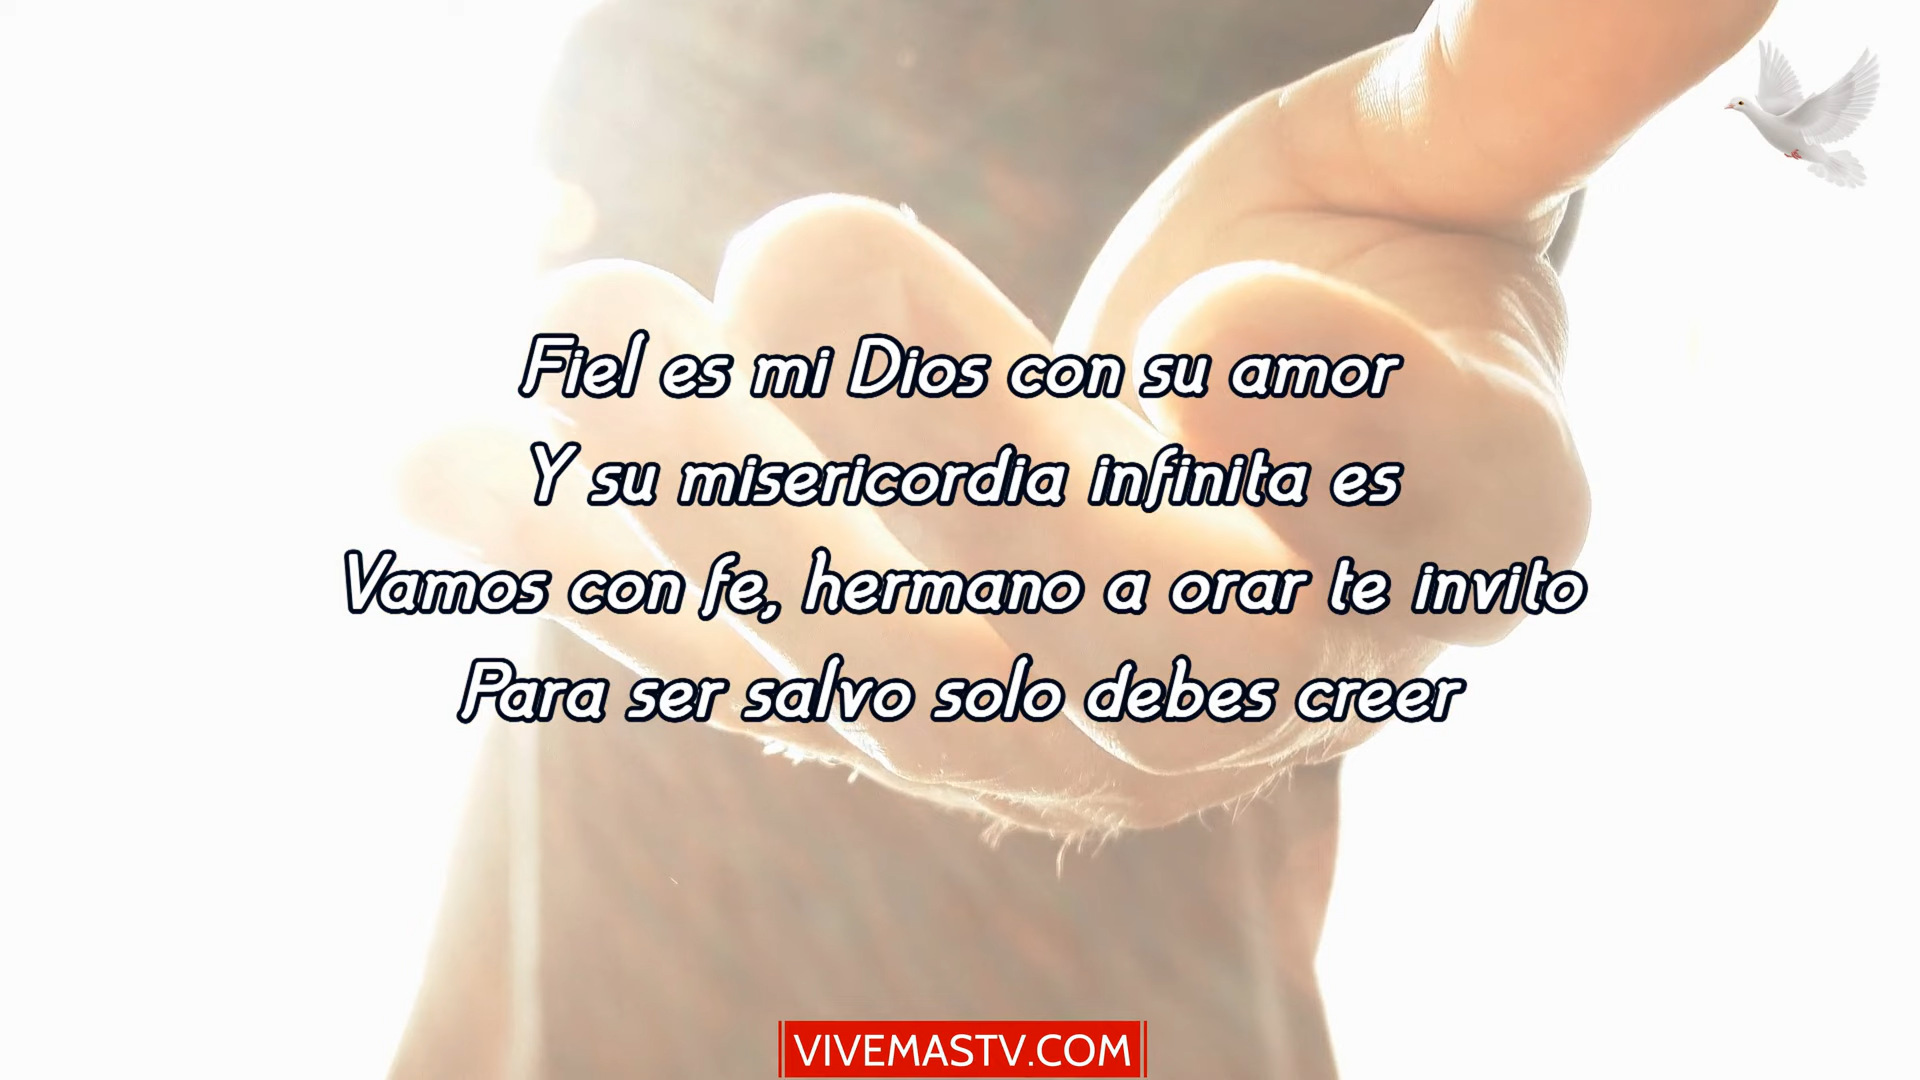 Fiel es mi Dios con su amor
Y su misericordia infinita es
Vamos con fe, hermano a orar te invito
Para ser salvo solo debes creer
VIVEMASTV.COM